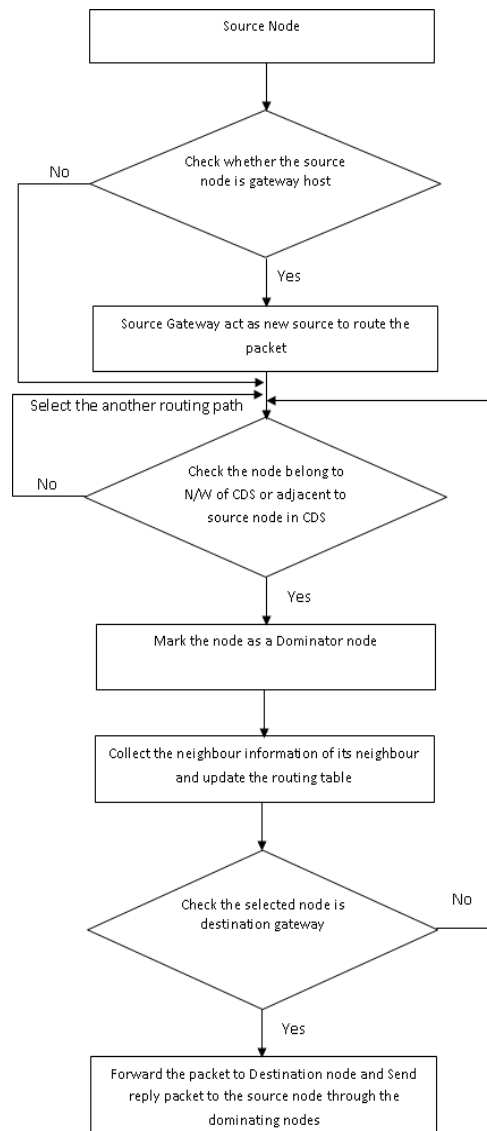 Source Node
Check whether the source
node is gateway host
No
Yes
Source Gateway act as new source to route the
packet
Select the another routing path
Check the node belong to
N/W of CDS or adjacent to
source node in CDS
No
Yes
Mark the node as a Dominator node
Collect the neighbour information of its neighbour
and update the routing table
Check the selected node is
destination gateway
No
Yes
Forward the packet to Destination node and Send
reply packet to the source node through the
dominating nodes